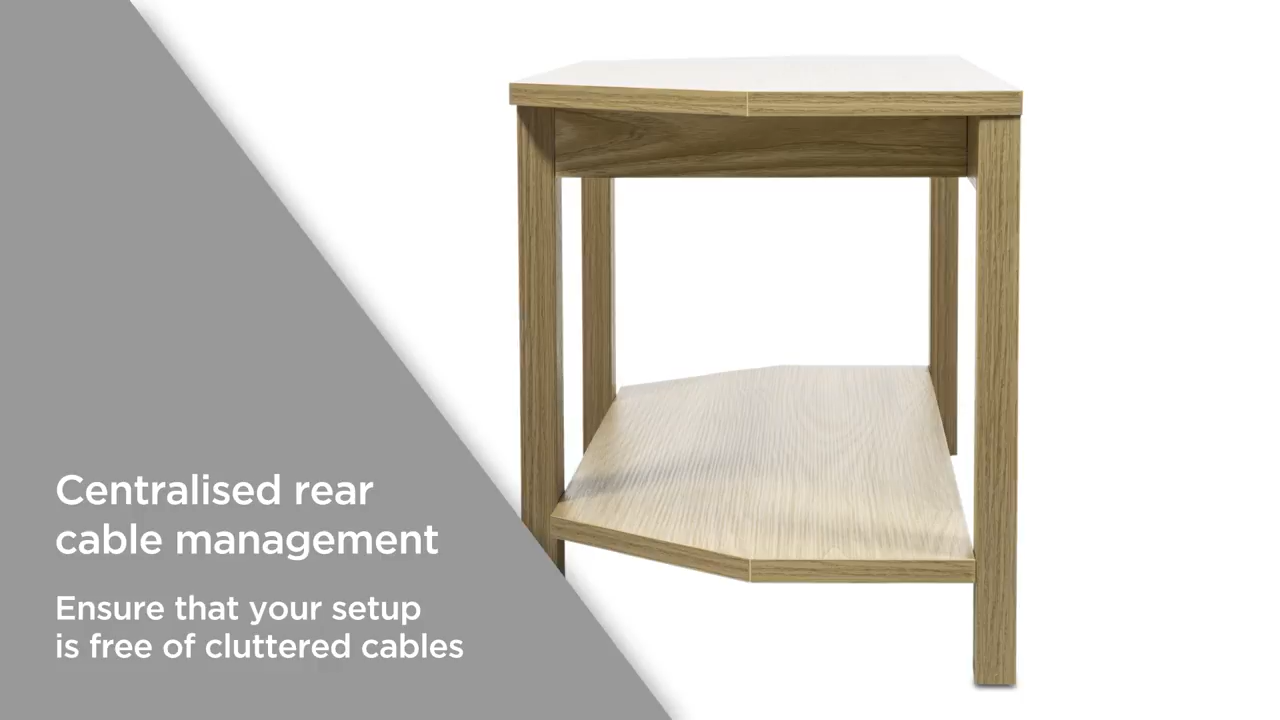 Centralised rear
cable management
Ensure that your setup
is free of cluttered cables